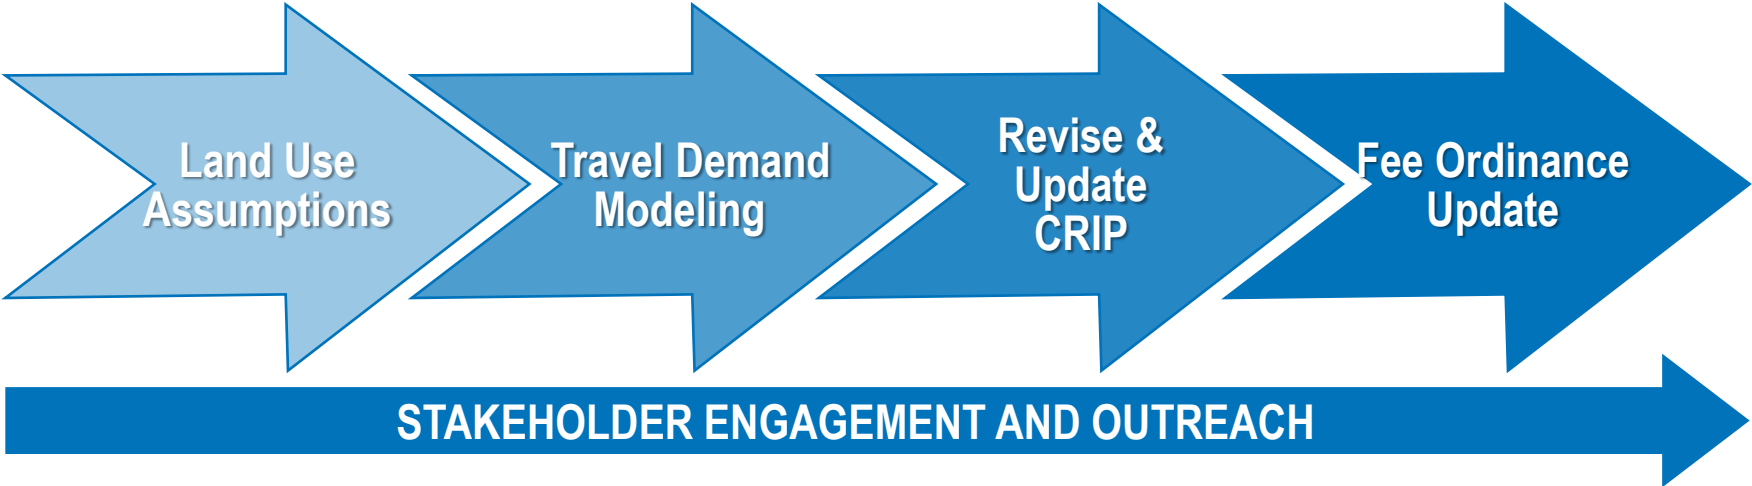 Land Use
Assumptions
Travel Demand
Modeling
Revise &
Update
CRIP
Fee Ordinance
Update
STAKEHOLDER ENGAGEMENT AND OUTREACH